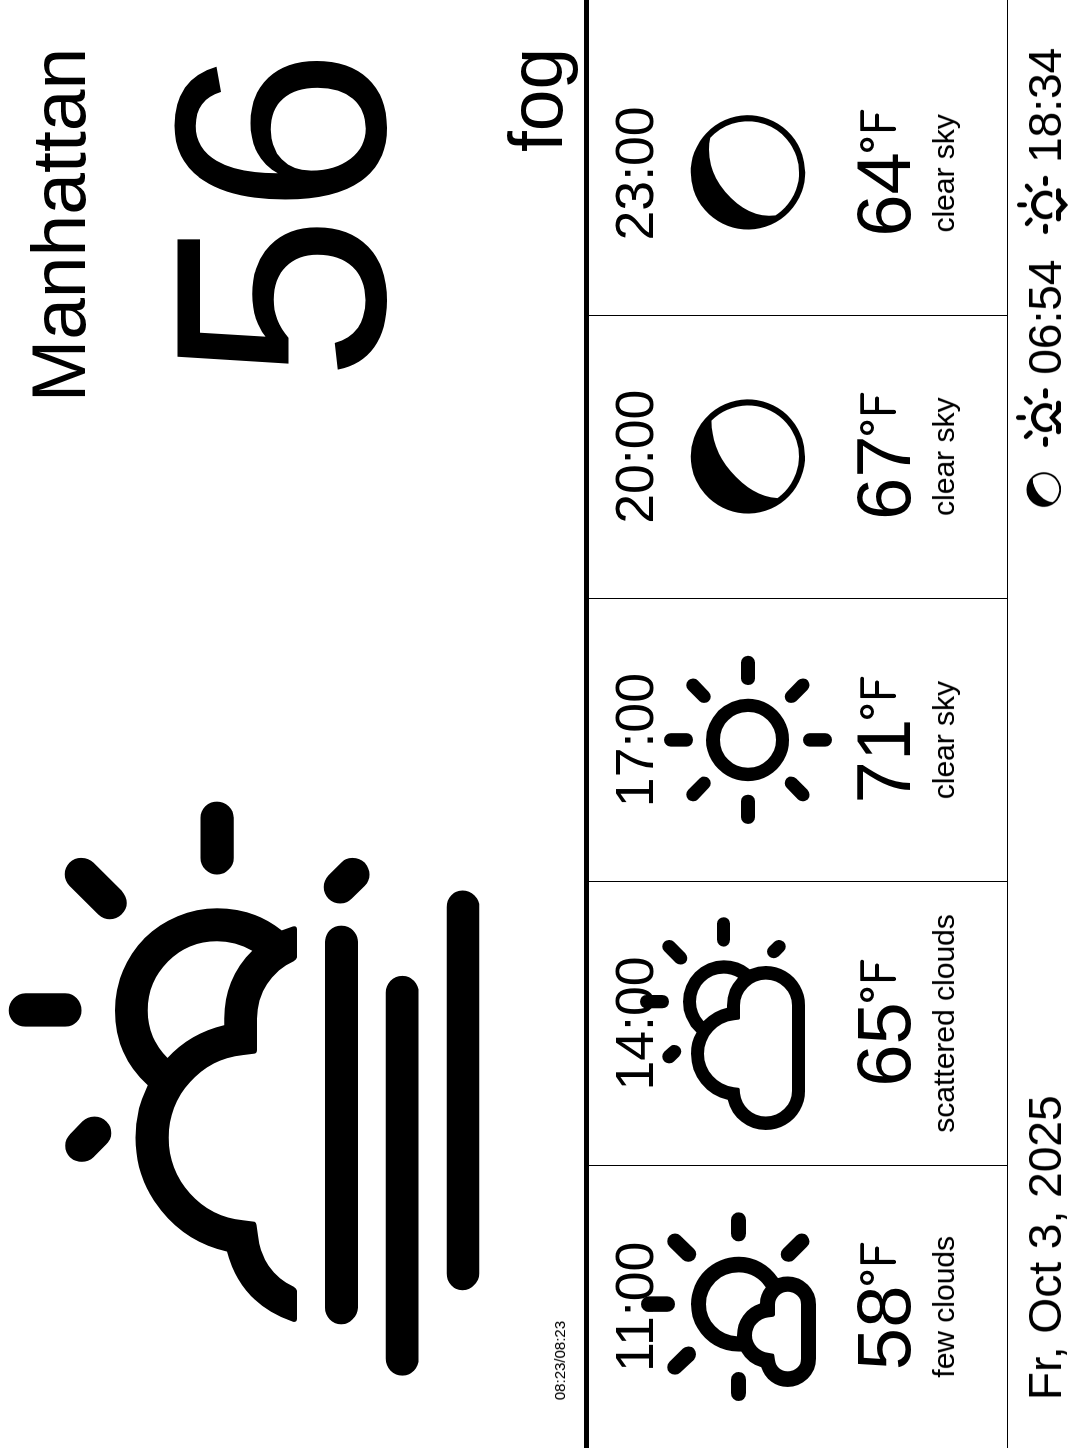 Manhattan
56
fog
08:23/08:23
11:00
14:00
17:00
20:00
23:00
58°F
65°F
71°F
67°F
64°F
few clouds
scattered clouds
clear sky
clear sky
clear sky
Fr, Oct 3, 2025
06:54
18:34